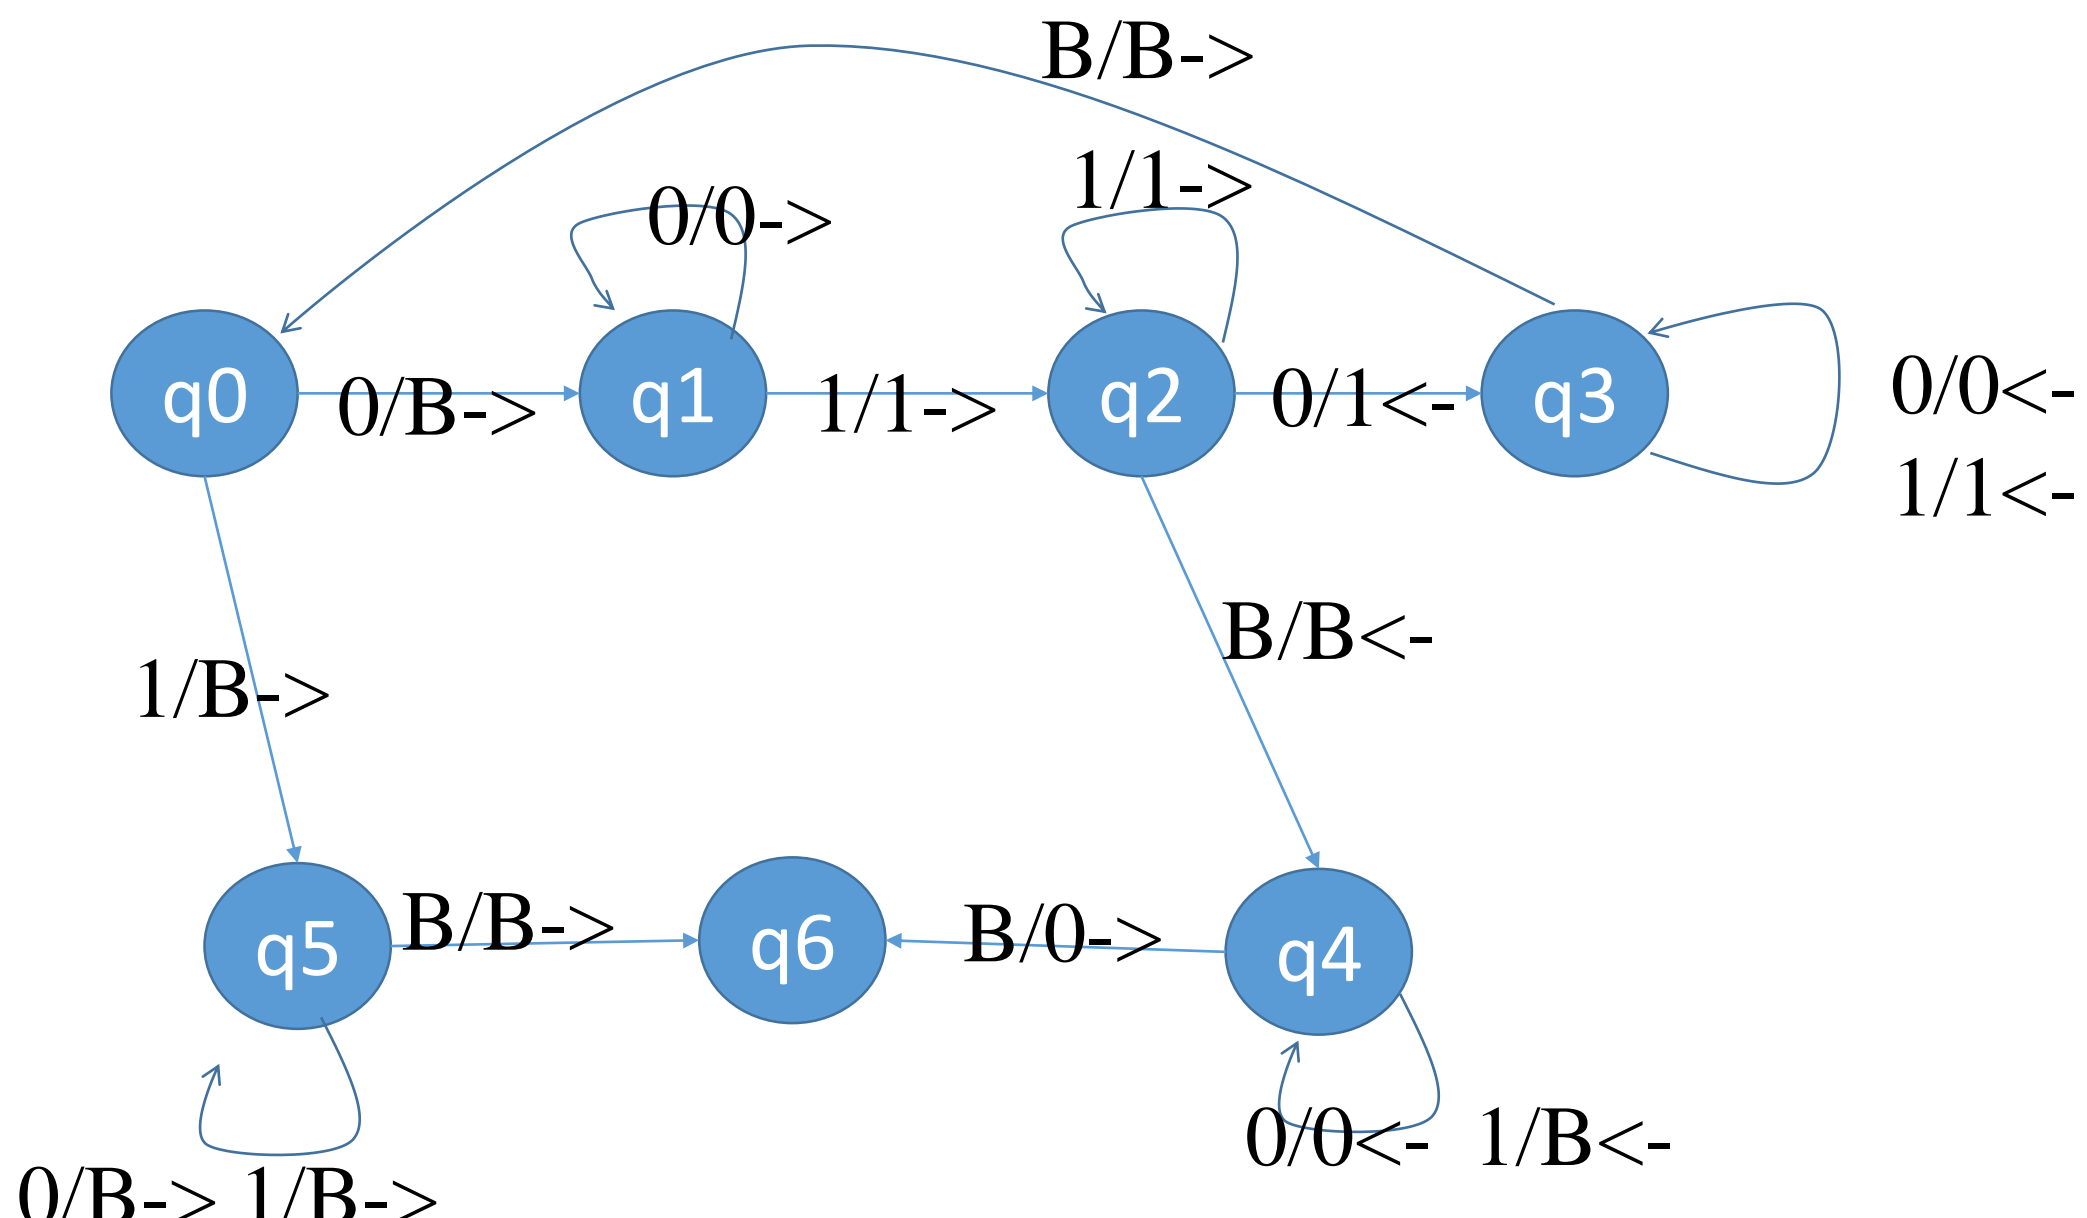 B/B->
1/1->
0/0->
q0 0/B-> q1 1/1-> q2 0/1<- q3 0/0<-
1/1<-
B/B<-
1/B->
q5 B/B-> q6 B/0-> q4
0/0<- 1/B<-
0/B-> 1/B->